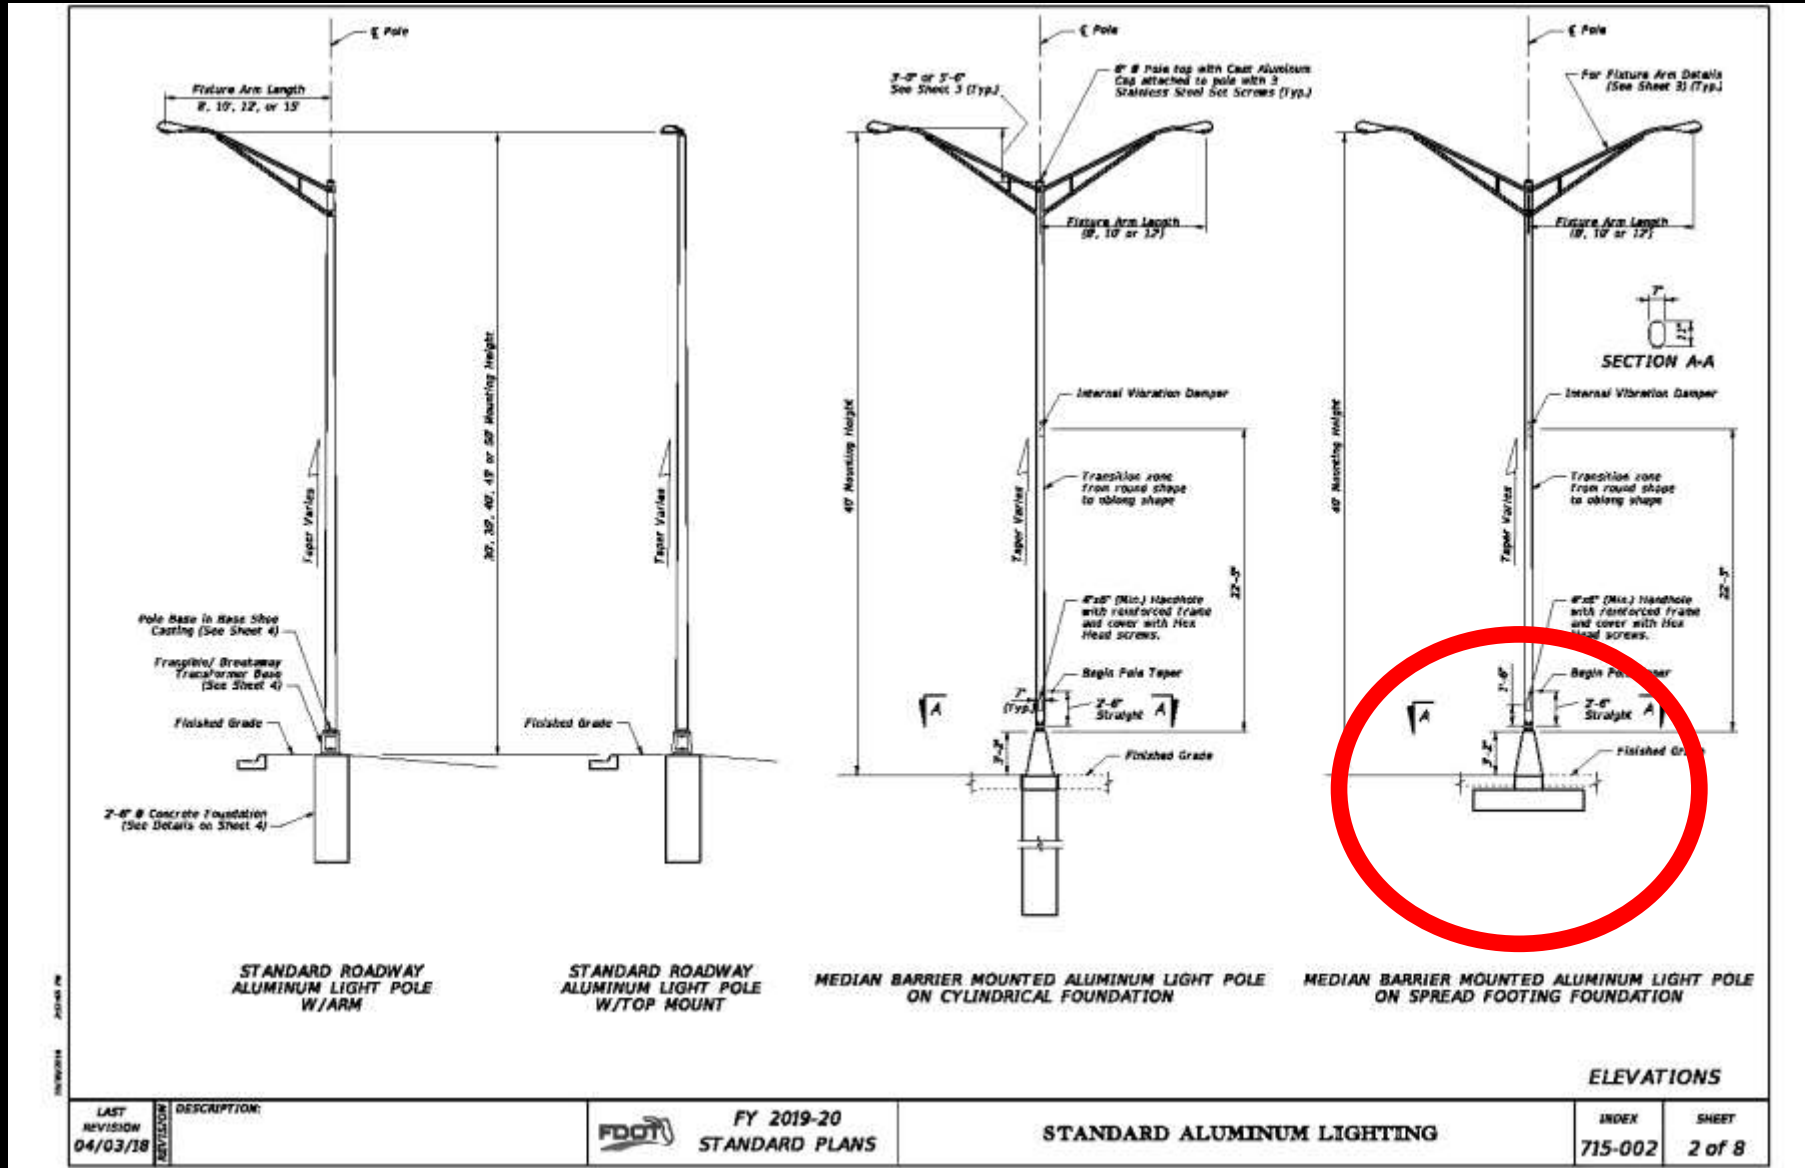 ℄ Pole
Fixture Arm Length
8', 10', 12', or 15'
30', 35', 40', 45' or 50' Mounting Height
Taper Varies
Pole Base in Base Shoe
Casting (See Sheet 4)
Frangible/ Breakaway
Transformer Base
(See Sheet 4)
Finished Grade
2'-6" Ø Concrete Foundation
(See Details on Sheet 4)
STANDARD ROADWAY
ALUMINUM LIGHT POLE
W/ARM
Taper Varies
Finished Grade
STANDARD ROADWAY
ALUMINUM LIGHT POLE
W/TOP MOUNT
℄ Pole
See Sheet 3 (Typ.)
6" Ø Pole top with Cast Aluminum
Cap attached to pole with 3
Stainless Steel Set Screws (Typ.)
Fixture Arm Length
(8', 10' or 12')
40' Mounting Height
Internal Vibration Damper
Taper Varies
Transition zone
from round shape
to oblong shape
22'-5"
4"x6" (Min.) Handhole
with reinforced frame
and cover with Hex
Head screws.
Begin Pole Taper
7"
(Typ.)
2'-6"
Straight
A
A
3'-2"
Finished Grade
MEDIAN BARRIER MOUNTED ALUMINUM LIGHT POLE
ON CYLINDRICAL FOUNDATION
℄ Pole
For Fixture Arm Details
(See Sheet 3) (Typ.)
Fixture Arm Length
(8', 10' or 12')
7"
11"
SECTION A-A
40' Mounting Height
Internal Vibration Damper
Taper Varies
Transition zone
from round shape
to oblong shape
22'-5"
4"x6" (Min.) Handhole
with reinforced frame
and cover with Hex
Head screws.
Begin Pole Taper
1'-6"
2'-6"
Straight
A
A
3'-2"
Finished Grade
MEDIAN BARRIER MOUNTED ALUMINUM LIGHT POLE
ON SPREAD FOOTING FOUNDATION
ELEVATIONS
LAST
REVISION
04/03/18
REVISION
DESCRIPTION:
FDOT
FY 2019-20
STANDARD PLANS
STANDARD ALUMINUM LIGHTING
INDEX
715-002
SHEET
2 of 8